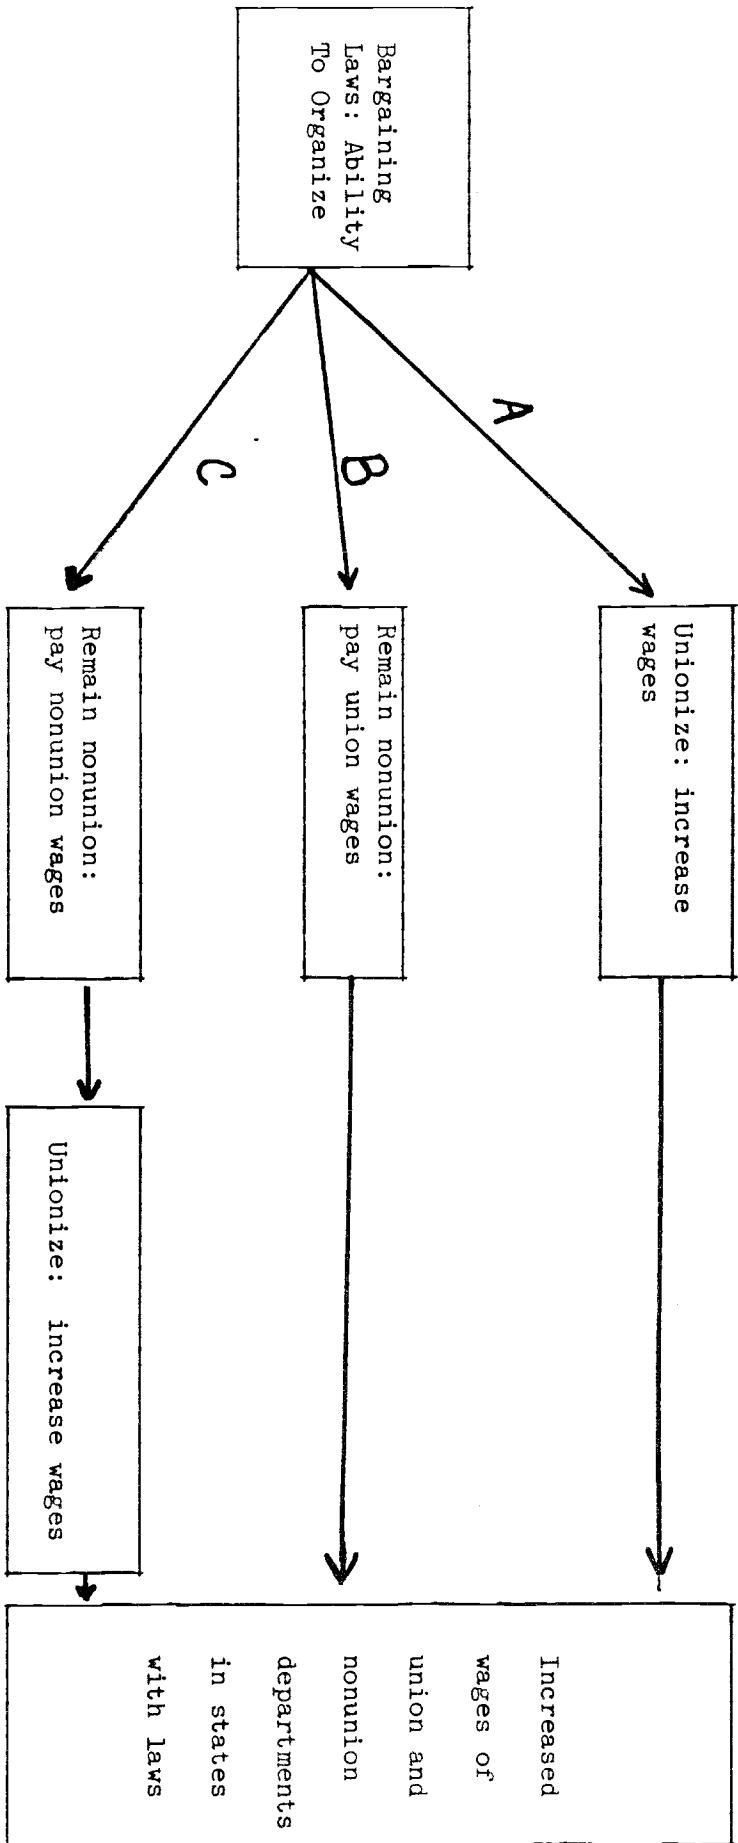 Bargaining
Laws: Ability
To Organize
A
B
C
Unionize: increase
wages
Remain nonunion:
pay union wages
Remain nonunion:
pay nonunion wages
Unionize: increase wages
Increased
wages of
union and
nonunion
departments
in states
with laws